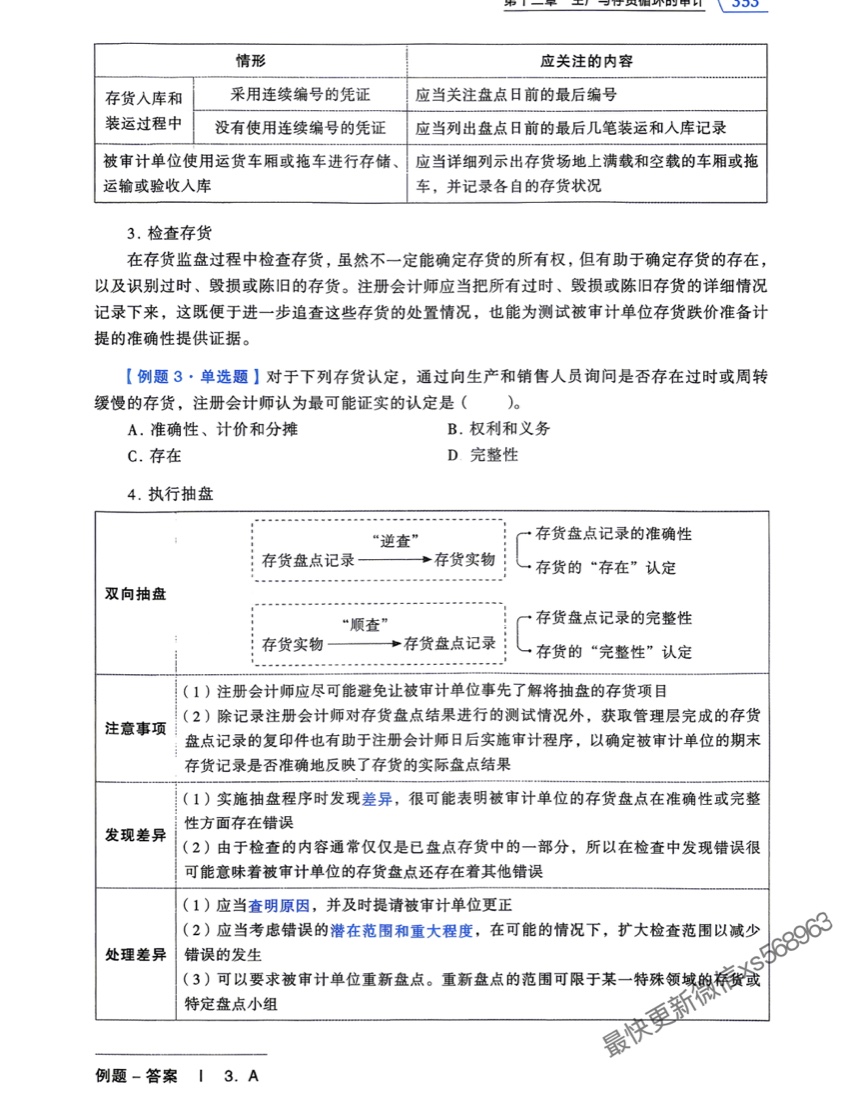 第十二章 生产与存货循环的审计 353
情形 应关注的内容
存货入库和
装运过程中
采用连续编号的凭证 应当关注盘点日前的最后编号
没有使用连续编号的凭证 应当列出盘点日前的最后几笔装运和入库记录
被审计单位使用运货车厢或拖车进行存储、
运输或验收入库
应当详细列示出存货场地上满载和空载的车厢或拖
车，并记录各自的存货状况
3. 检查存货
在存货监盘过程中检查存货，虽然不一定能确定存货的所有权，但有助于确定存货的存在，
以及识别过时、毁损或陈旧的存货。注册会计师应当把所有过时、毁损或陈旧存货的详细情况
记录下来，这既便于进一步追查这些存货的处置情况，也能为测试被审计单位存货跌价准备计
提的准确性提供证据。
【例题 3 · 单选题】对于下列存货认定，通过向生产和销售人员询问是否存在过时或周转
缓慢的存货，注册会计师认为最可能证实的认定是（ ）。
A. 准确性、计价和分摊 B. 权利和义务
C. 存在 D 完整性
4. 执行抽盘
双向抽盘
“逆查”
存货盘点记录 存货实物
存货盘点记录的准确性
存货的“存在”认定
“顺查”
存货实物 存货盘点记录
存货盘点记录的完整性
存货的“完整性”认定
注意事项
（1）注册会计师应尽可能避免让被审计单位事先了解将抽盘的存货项目
（2）除记录注册会计师对存货盘点结果进行的测试情况外，获取管理层完成的存货
盘点记录的复印件也有助于注册会计师日后实施审计程序，以确定被审计单位的期末
存货记录是否准确地反映了存货的实际盘点结果
发现差异
（1）实施抽盘程序时发现差异，很可能表明被审计单位的存货盘点在准确性或完整
性方面存在错误
（2）由于检查的内容通常仅仅是已盘点存货中的一部分，所以在检查中发现错误很
可能意味着被审计单位的存货盘点还存在着其他错误
处理差异
（1）应当查明原因，并及时提请被审计单位更正
（2）应当考虑错误的潜在范围和重大程度，在可能的情况下，扩大检查范围以减少
错误的发生
（3）可以要求被审计单位重新盘点。重新盘点的范围可限于某一特殊领域的存货或
特定盘点小组
最快更新微信xs568963
例题 – 答案 | 3. A